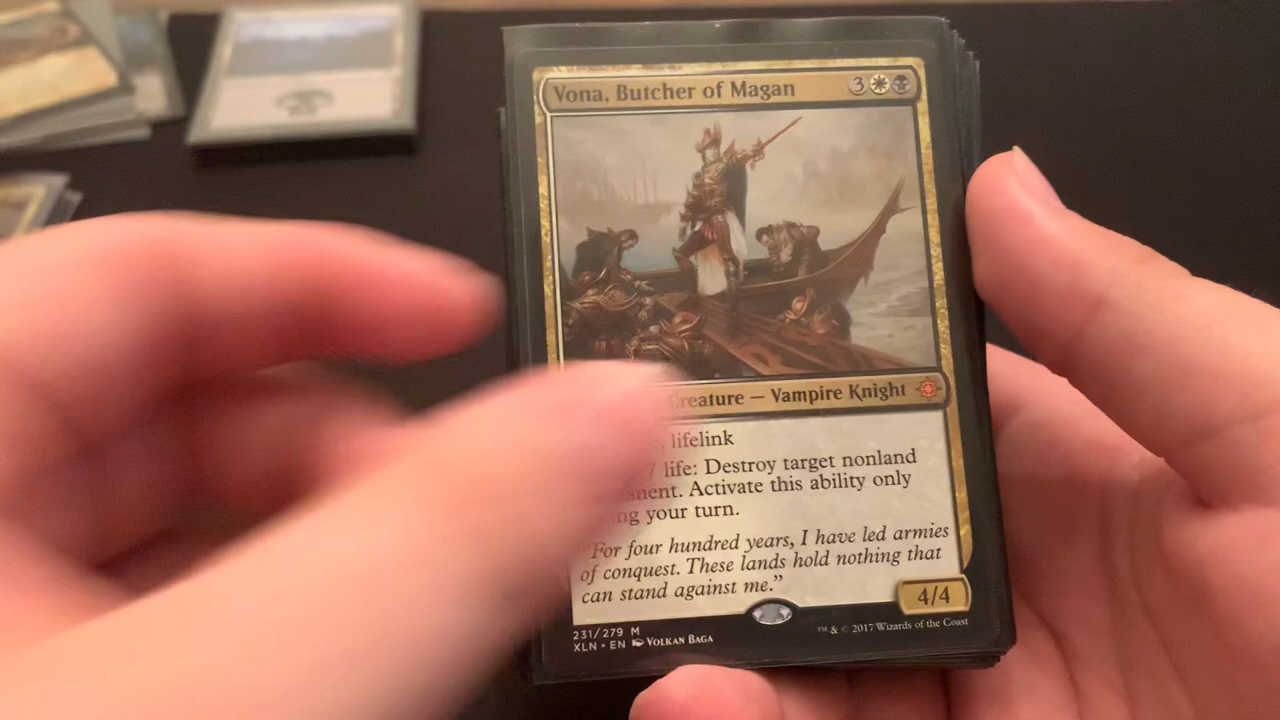 Vona, Butcher of Magan 3
Creature — Vampire Knight
, lifelink
7 life: Destroy target nonland
Activate this ability only
your turn.
"For four hundred years, I have led armies
of conquest. These lands hold nothing that
can stand against me."
4/4
231/279 M
XLN • EN VOLKAN BAGA
™ & © 2017 Wizards of the Coast